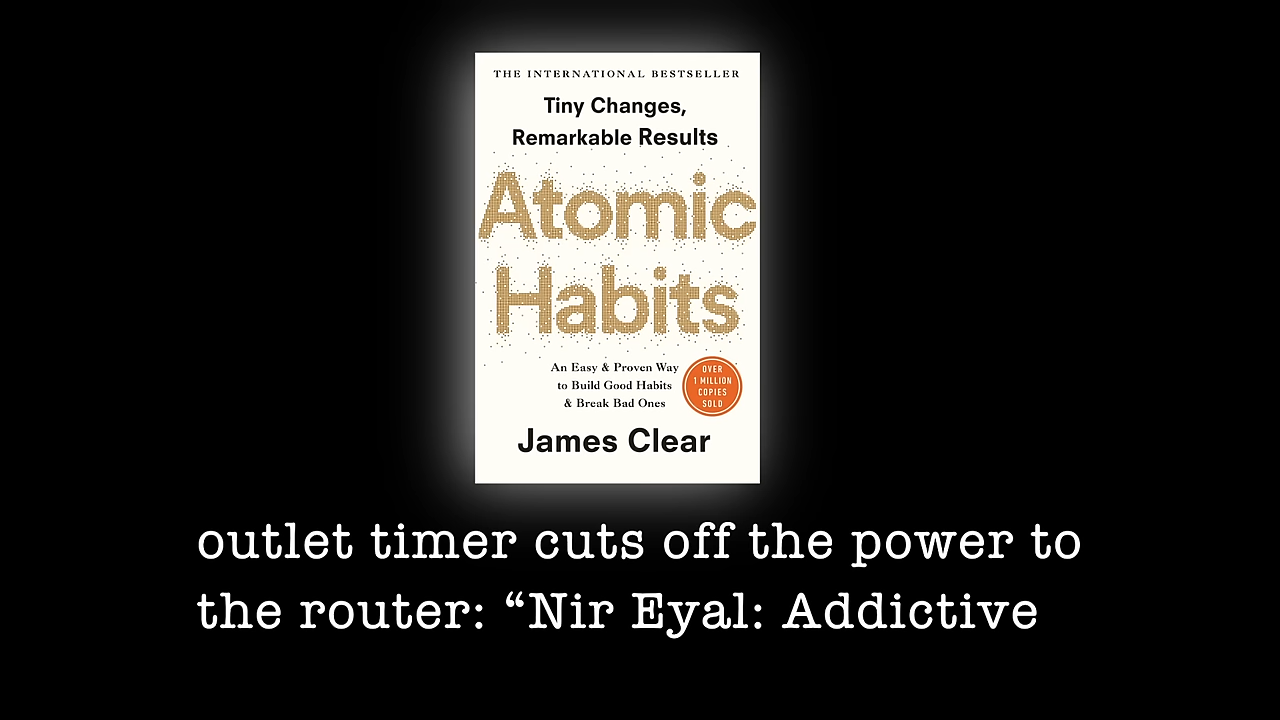 THE INTERNATIONAL BESTSELLER
Tiny Changes,
Remarkable Results
Atomic
Habits
An Easy & Proven Way
to Build Good Habits
& Break Bad Ones
OVER
1 MILLION
COPIES
SOLD
James Clear
outlet timer cuts off the power to
the router: “Nir Eyal: Addictive